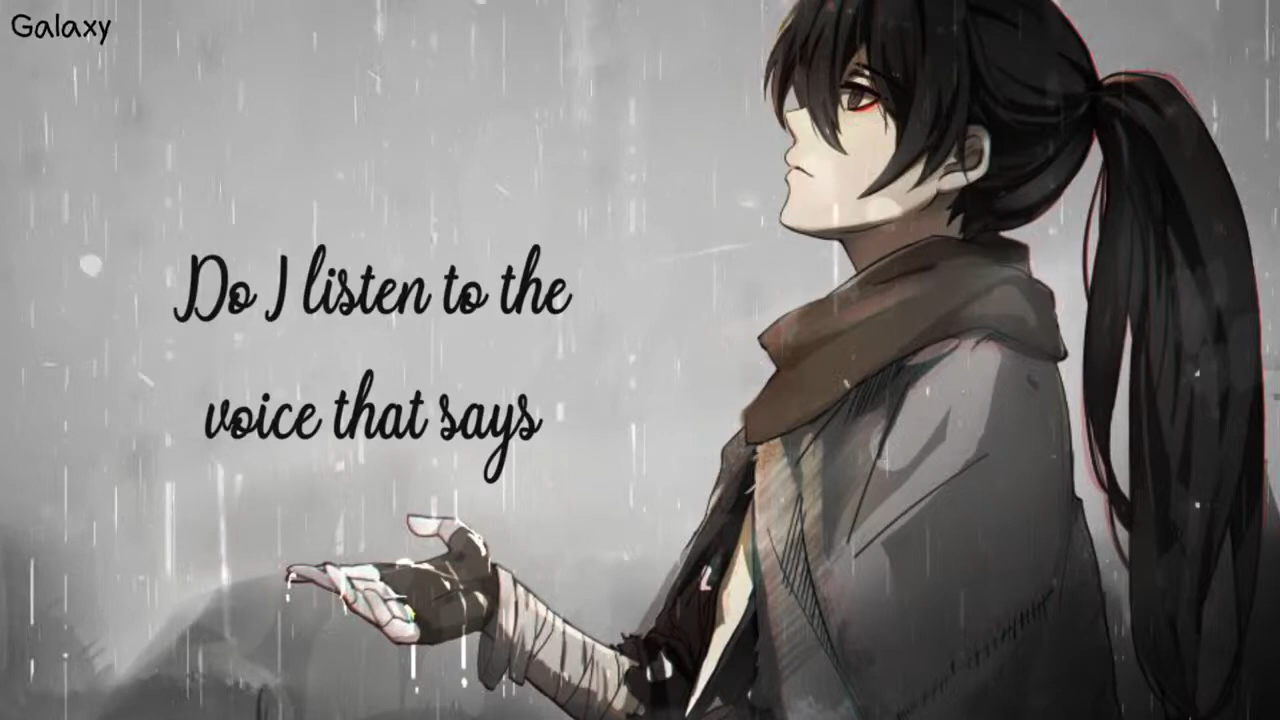 Galaxy
Do I listen to the
voice that says